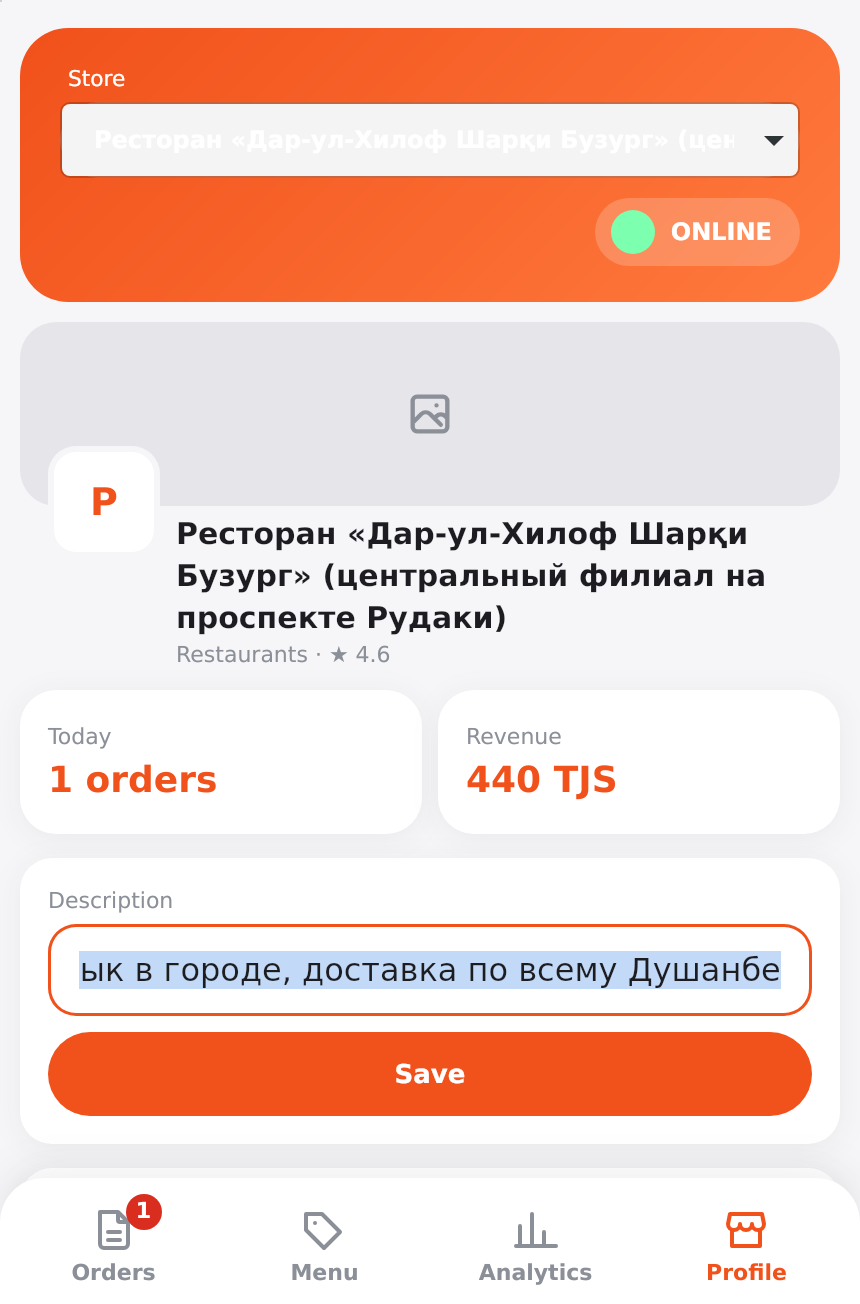 Store
Ресторан «Дар-ул-Хилоф Шарқи Бузург» (цен
ONLINE
Р
Ресторан «Дар-ул-Хилоф Шарқи
Бузург» (центральный филиал на
проспекте Рудаки)
Restaurants · ★ 4.6
Today
1 orders
Revenue
440 TJS
Description
ык в городе, доставка по всему Душанбе
Save
1
Orders
Menu
Analytics
Profile